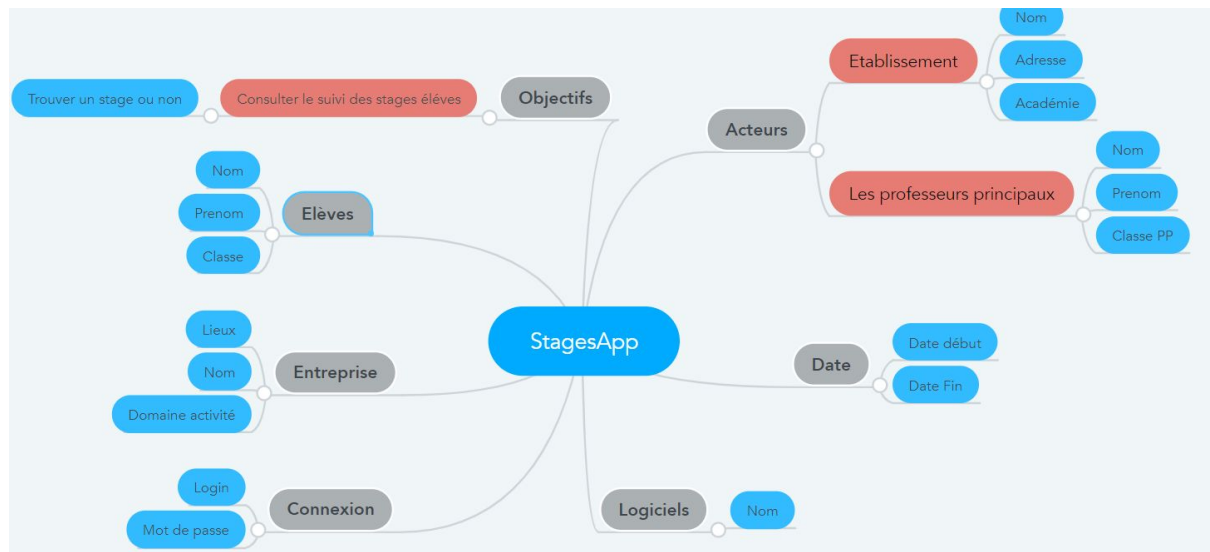 Nom
Etablissement
Adresse
Trouver un stage ou non
Consulter le suivi des stages éléves
Objectifs
Académie
Acteurs
Nom
Nom
Les professeurs principaux
Prenom
Prenom
Elèves
Classe PP
Classe
Lieux
StagesApp
Date début
Nom
Entreprise
Date
Date Fin
Domaine activité
Login
Connexion
Logiciels
Nom
Mot de passe